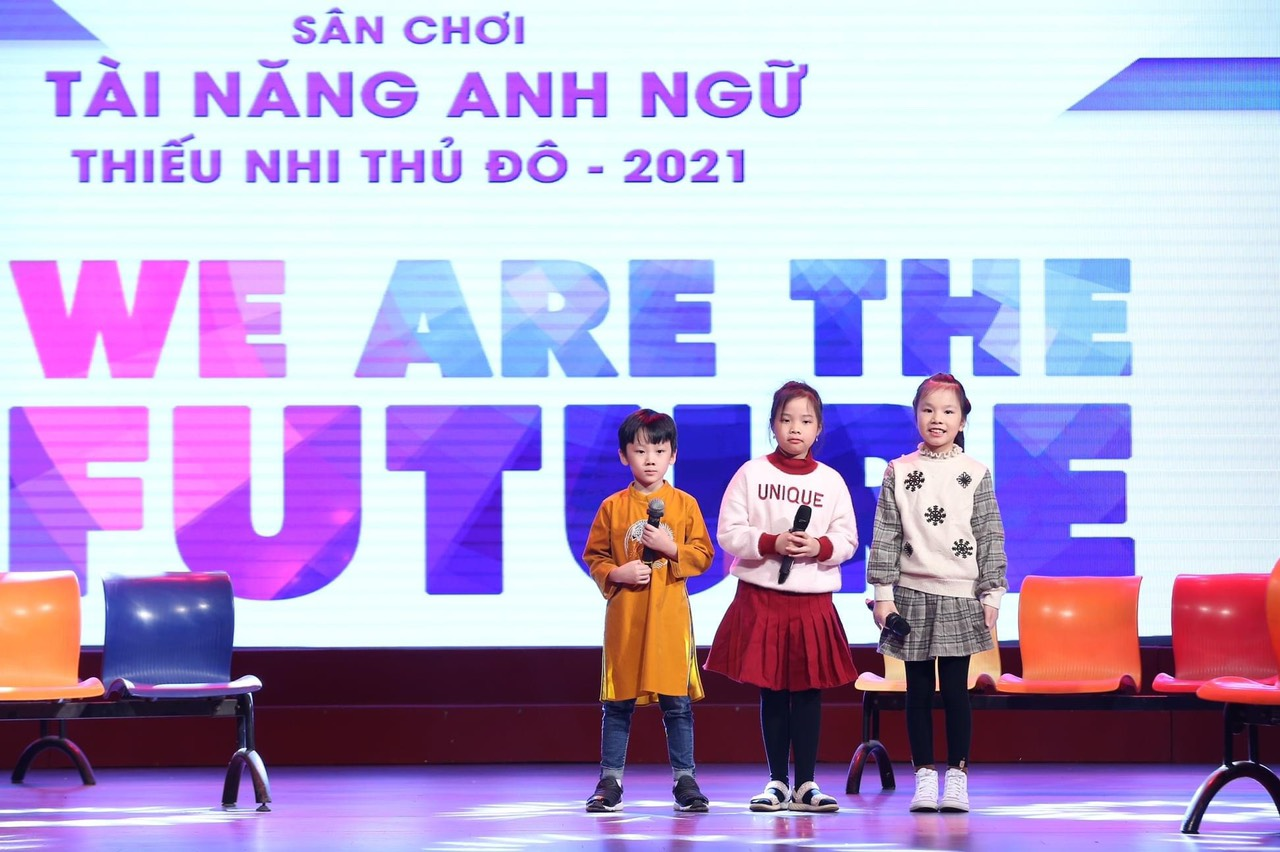 SÂN CHƠI
TÀI NĂNG ANH NGỮ
THIẾU NHI THỦ ĐÔ - 2021
WE ARE THE
FUTURE
UNIQUE